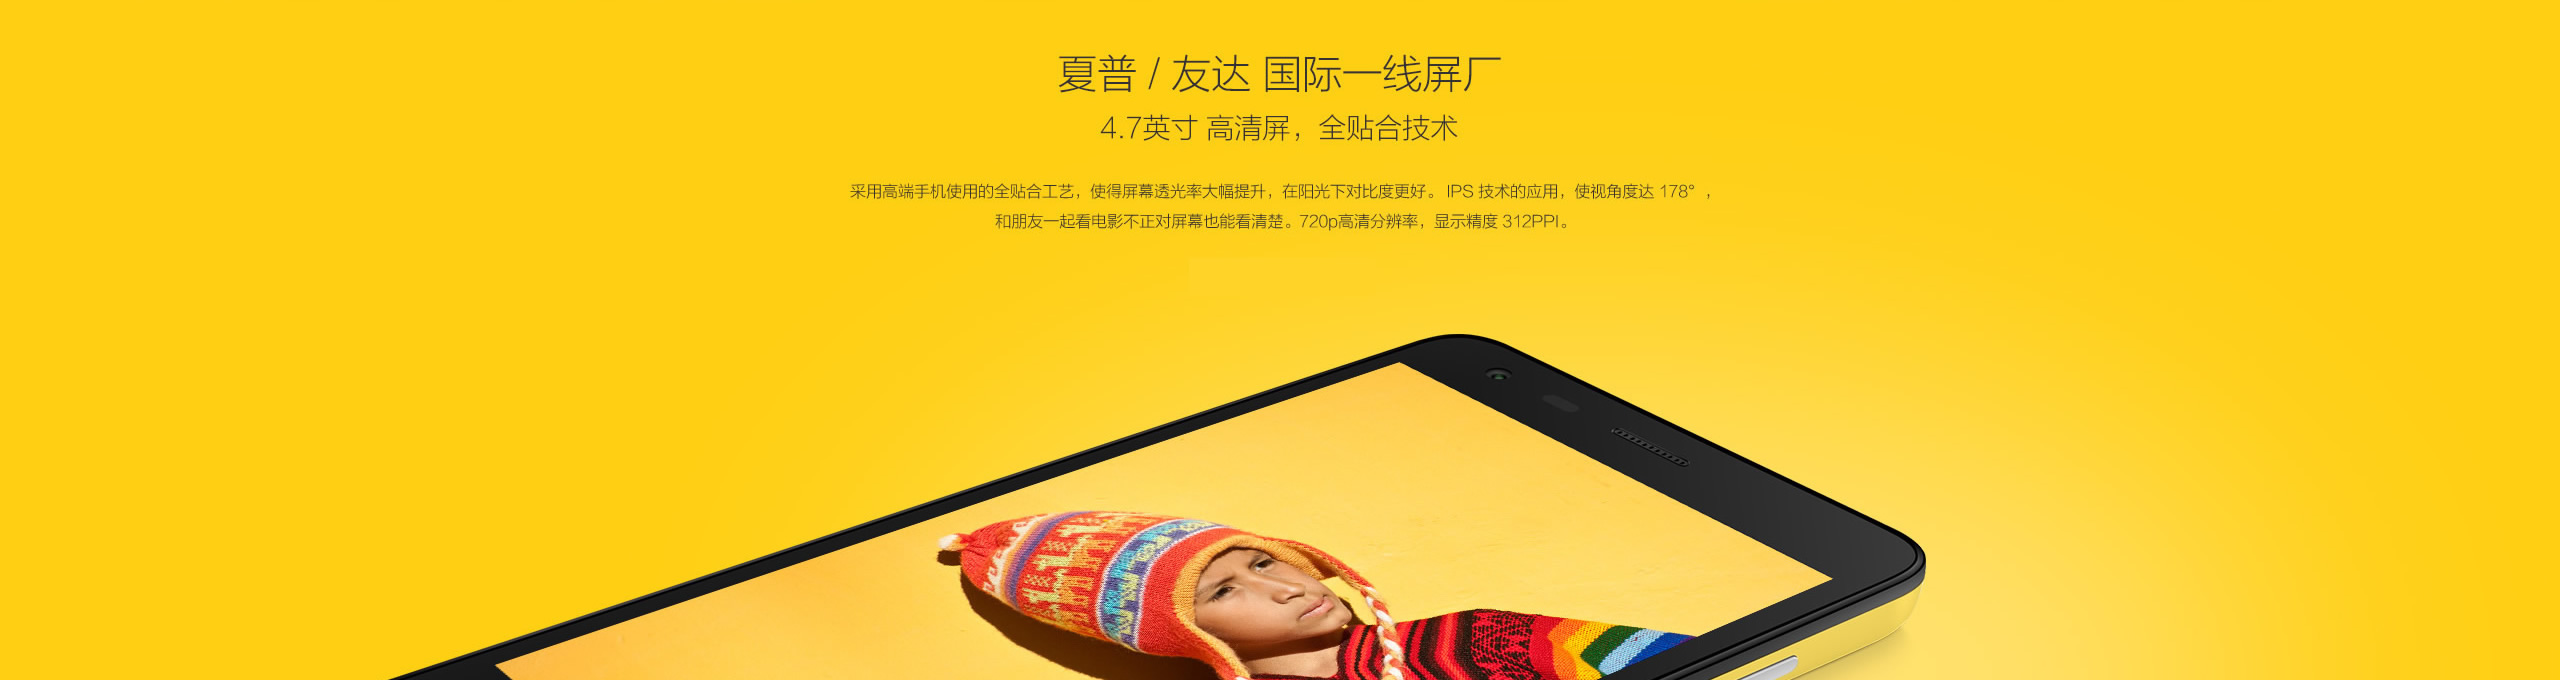 夏普 / 友达 国际一线屏厂
4.7英寸 高清屏，全贴合技术
采用高端手机使用的全贴合工艺，使得屏幕透光率大幅提升，在阳光下对比度更好。 IPS 技术的应用，使视角度达 178°，
和朋友一起看电影不正对屏幕也能看清楚。720p高清分辨率，显示精度 312PPI。